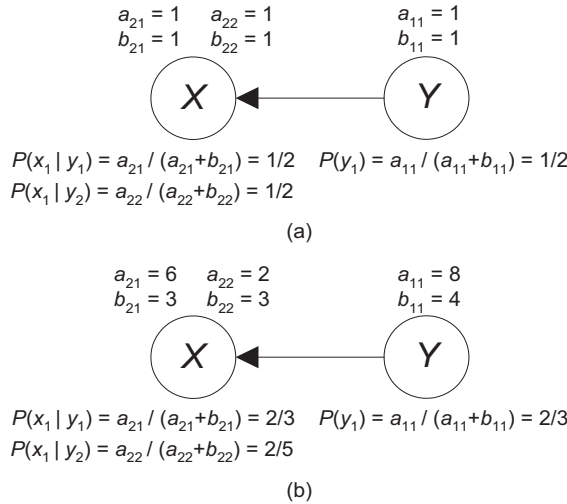 a₂₁ = 1 a₂₂ = 1 a₁₁ = 1
b₂₁ = 1 b₂₂ = 1 b₁₁ = 1
X Y
P(x₁ | y₁) = a₂₁ / (a₂₁+b₂₁) = 1/2 P(y₁) = a₁₁ / (a₁₁+b₁₁) = 1/2
P(x₁ | y₂) = a₂₂ / (a₂₂+b₂₂) = 1/2
(a)
a₂₁ = 6 a₂₂ = 2 a₁₁ = 8
b₂₁ = 3 b₂₂ = 3 b₁₁ = 4
X Y
P(x₁ | y₁) = a₂₁ / (a₂₁+b₂₁) = 2/3 P(y₁) = a₁₁ / (a₁₁+b₁₁) = 2/3
P(x₁ | y₂) = a₂₂ / (a₂₂+b₂₂) = 2/5
(b)